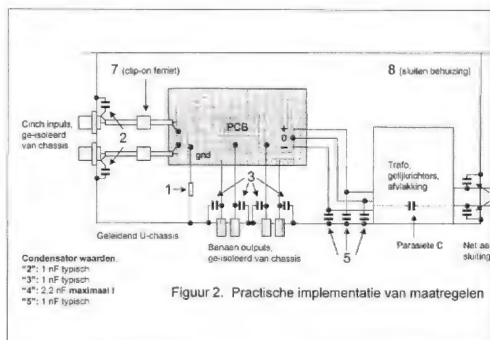 7 (clip-on ferriet)
8 (sluiten behuizing)
Cinch inputs,
ge-isoleerd
van chassis
2
PCB
gnd
+
0
−
Trafo,
gelijkrichters,
afvlakking
1
3
Geleidend U-chassis
Banaan outputs,
ge-isoleerd van chassis
5
Parasiete C
Net aa
sluiting
Condensator waarden.
"2": 1 nF typisch
"3": 1 nF typisch
"4": 2,2 nF maximaal !
"5": 1 nF typisch
Figuur 2. Practische implementatie van maatregelen